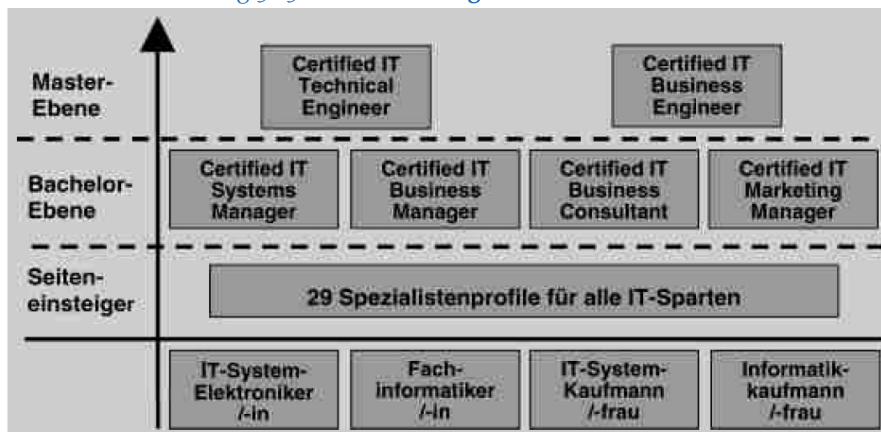 Master-
Ebene
Certified IT
Technical
Engineer
Certified IT
Business
Engineer
Bachelor-
Ebene
Certified IT
Systems
Manager
Certified IT
Business
Manager
Certified IT
Business
Consultant
Certified IT
Marketing
Manager
Seiten-
einsteiger
29 Spezialistenprofile für alle IT-Sparten
IT-System-
Elektroniker
/-in
Fach-
informatiker
/-in
IT-System-
Kaufmann
/-frau
Informatik-
kaufmann
/-frau